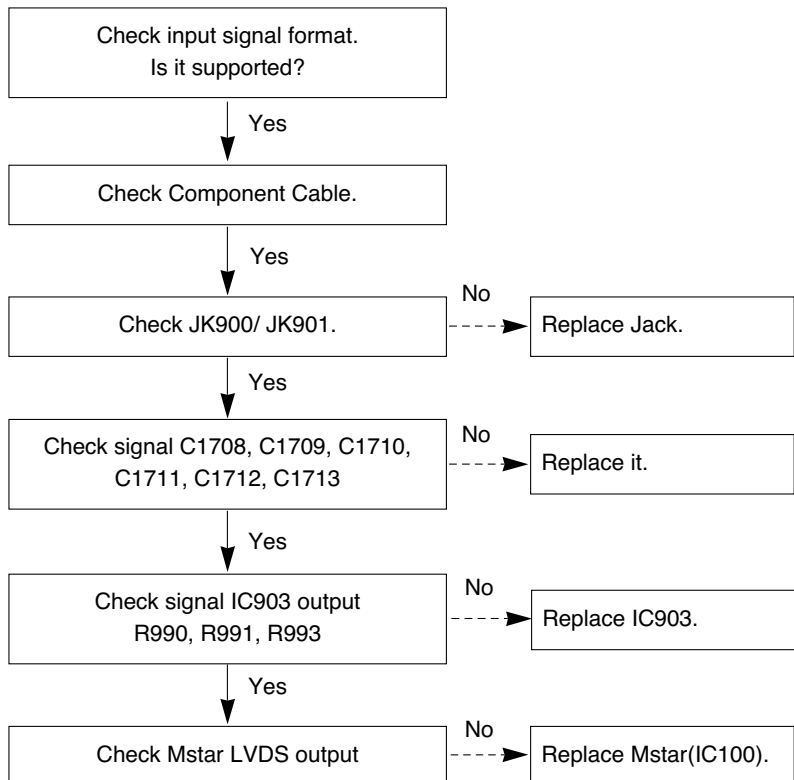 Check input signal format.
Is it supported?
Yes
Check Component Cable.
Yes
No
Check JK900/ JK901.
Replace Jack.
Yes
No
Check signal C1708, C1709, C1710,
C1711, C1712, C1713
Replace it.
Yes
No
Check signal IC903 output
R990, R991, R993
Replace IC903.
Yes
No
Check Mstar LVDS output
Replace Mstar(IC100).